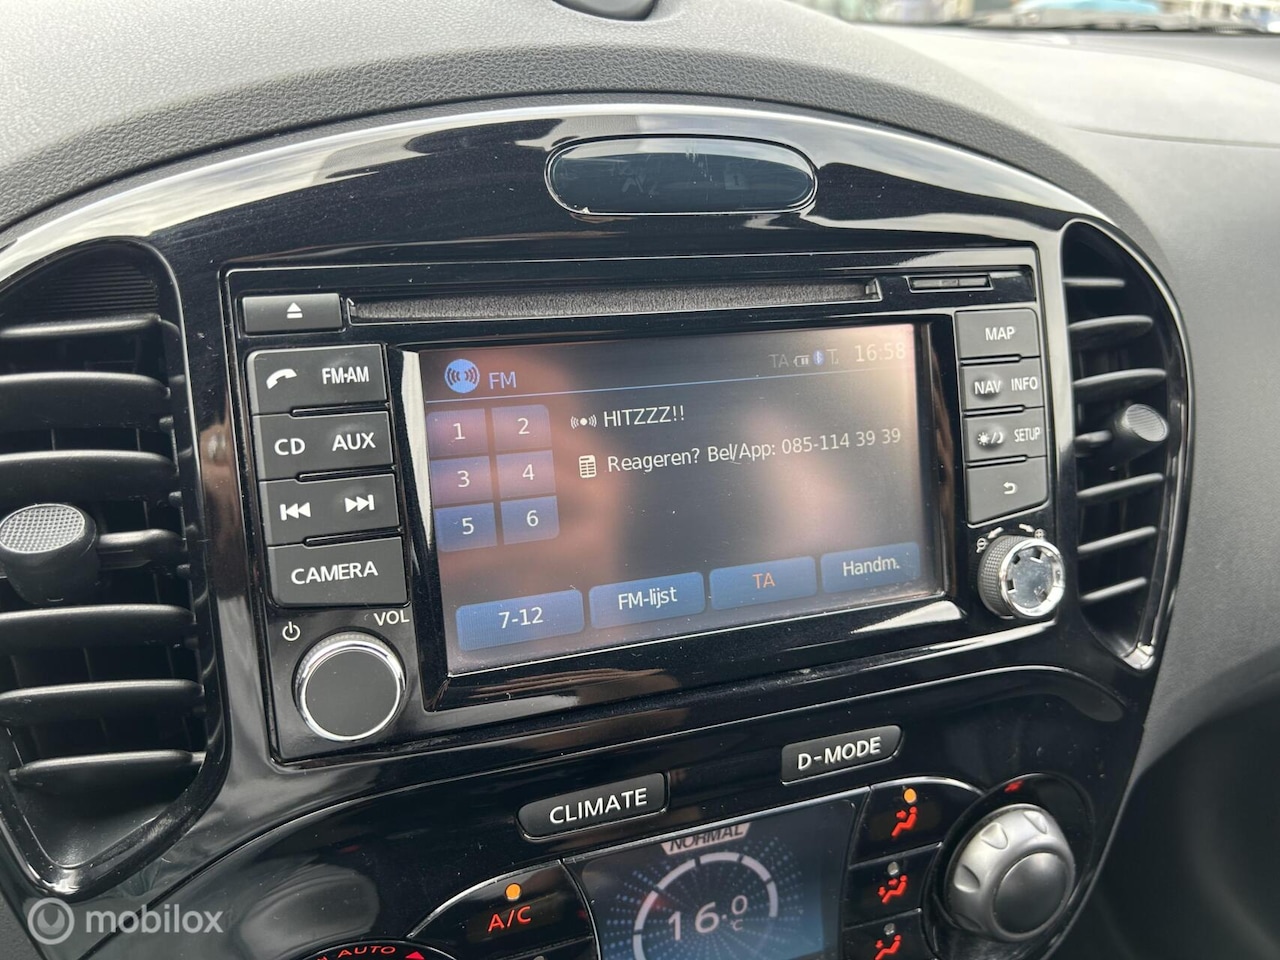 MAP
FM-AM
FM
TA
16:58
NAV INFO
CD AUX
1 2
HITZZZ!!
SETUP
3 4
Reageren? Bel/App: 085-114 39 39
5 6
CAMERA
7-12
FM-lijst
TA
Handm.
VOL
D-MODE
CLIMATE
NORMAL
16.0
°C
A/C
AUTO
mobilox